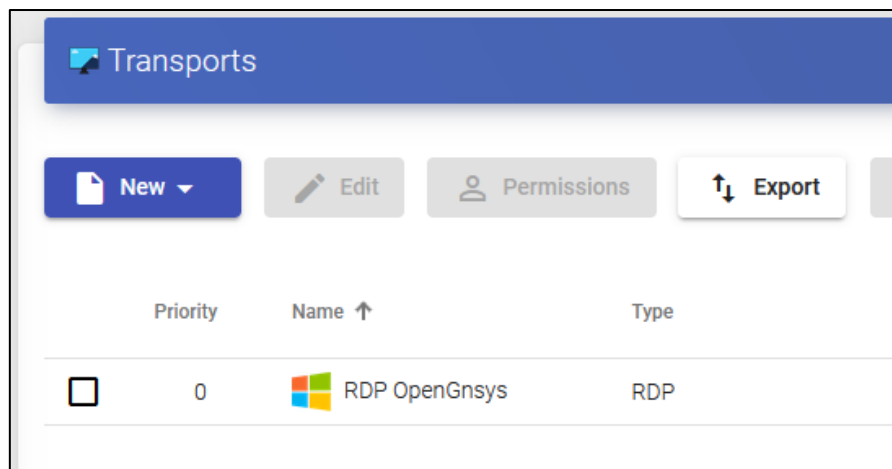 Transports
New Edit Permissions Export
Priority Name Type
0 RDP OpenGnsys RDP